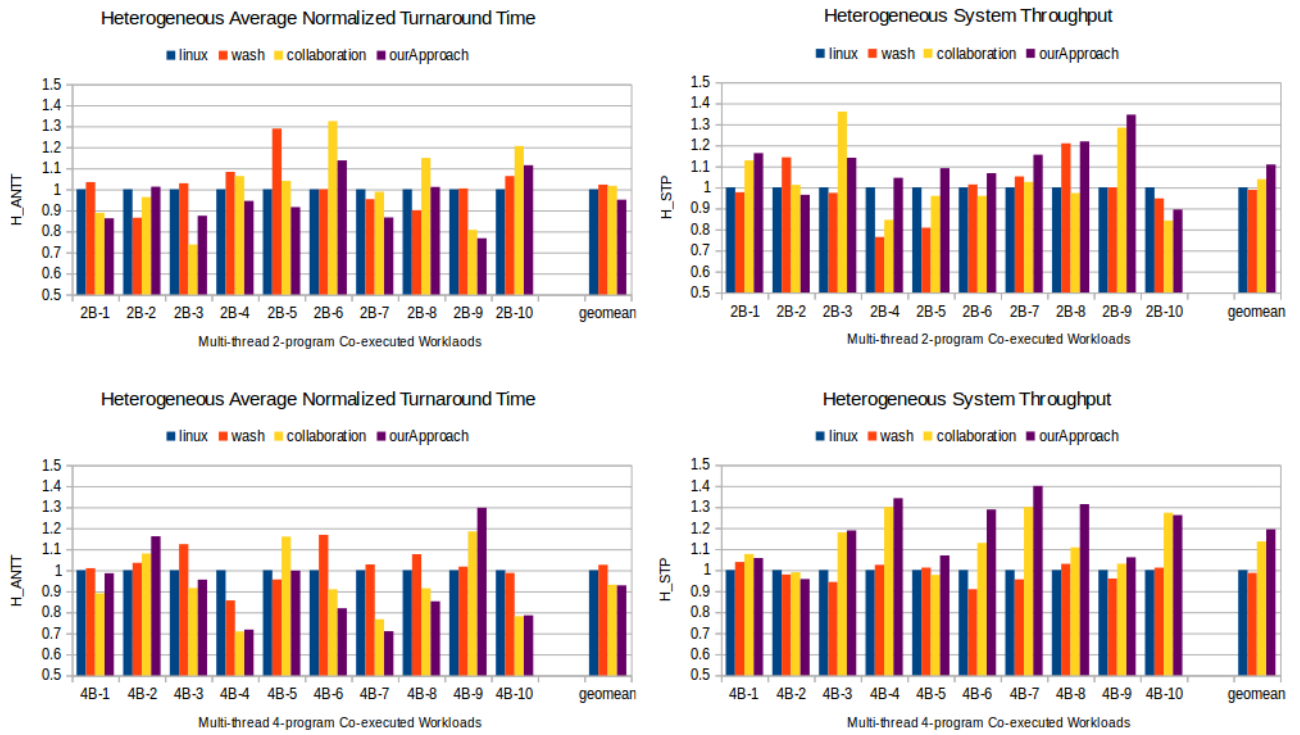 Heterogeneous Average Normalized Turnaround Time
linux wash collaboration ourApproach
H_ANTT
1.5
1.4
1.3
1.2
1.1
1
0.9
0.8
0.7
0.6
0.5
2B-1 2B-2 2B-3 2B-4 2B-5 2B-6 2B-7 2B-8 2B-9 2B-10 geomean
Multi-thread 2-program Co-executed Worklaods
Heterogeneous System Throughput
linux wash collaboration ourApproach
H_STP
1.5
1.4
1.3
1.2
1.1
1
0.9
0.8
0.7
0.6
0.5
2B-1 2B-2 2B-3 2B-4 2B-5 2B-6 2B-7 2B-8 2B-9 2B-10 geomean
Multi-thread 2-program Co-executed Workloads
Heterogeneous Average Normalized Turnaround Time
linux wash collaboration ourApproach
H_ANTT
1.5
1.4
1.3
1.2
1.1
1
0.9
0.8
0.7
0.6
0.5
4B-1 4B-2 4B-3 4B-4 4B-5 4B-6 4B-7 4B-8 4B-9 4B-10 geomean
Multi-thread 4-program Co-executed Workloads
Heterogeneous System Throughput
linux wash collaboration ourApproach
H_STP
1.5
1.4
1.3
1.2
1.1
1
0.9
0.8
0.7
0.6
0.5
4B-1 4B-2 4B-3 4B-4 4B-5 4B-6 4B-7 4B-8 4B-9 4B-10 geomean
Multi-thread 4-program Co-executed Workloads